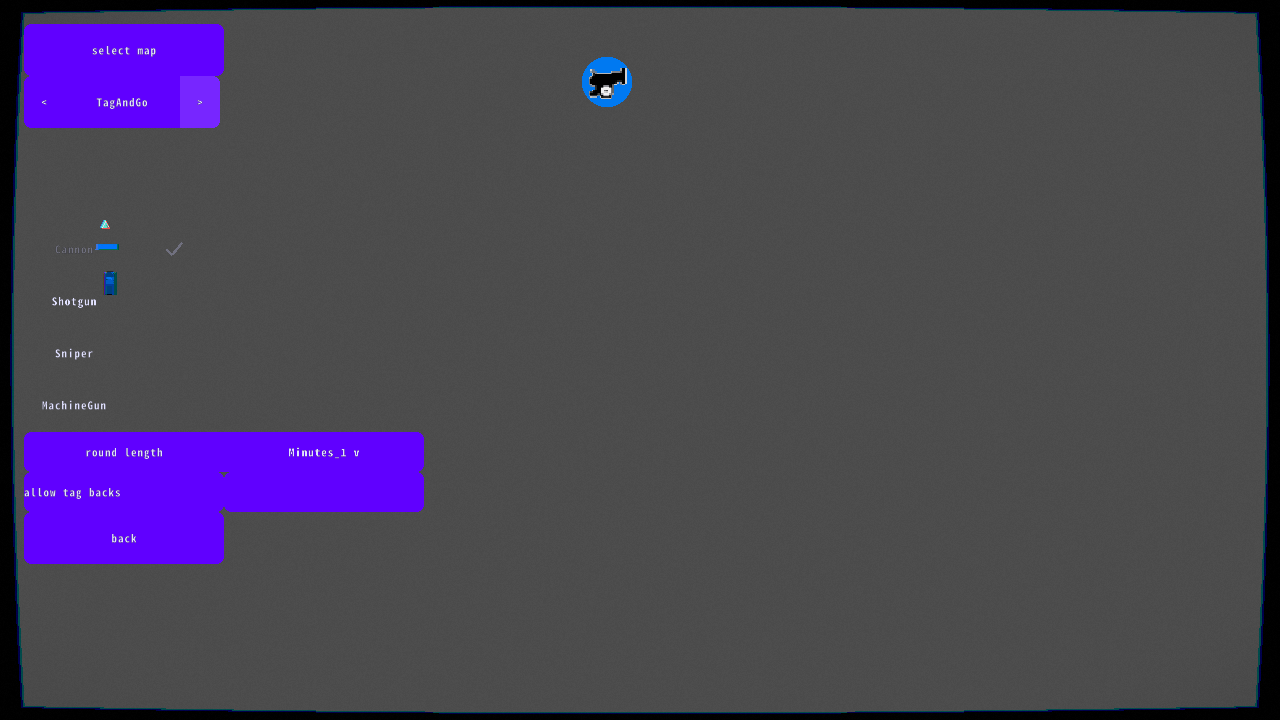 select map
< TagAndGo >
Cannon
Shotgun
Sniper
MachineGun
round length Minutes_1 v
allow tag backs
back